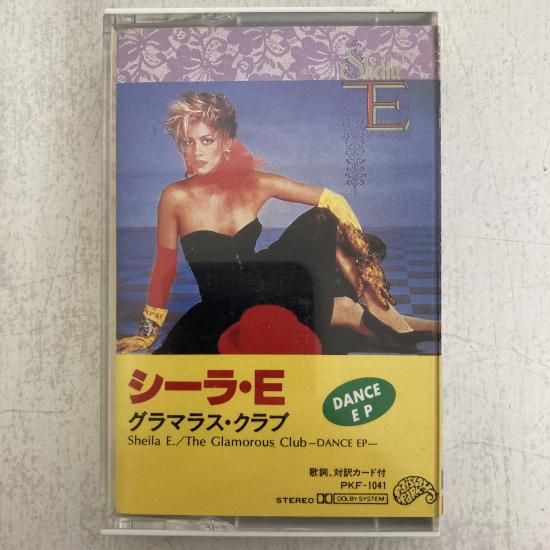 Sheila
E
シーラ・E
グラマラス・クラブ
Sheila E./The Glamorous Club—DANCE EP—
DANCE
EP
歌詞、対訳カード付
PKF-1041
STEREO DOLBY SYSTEM